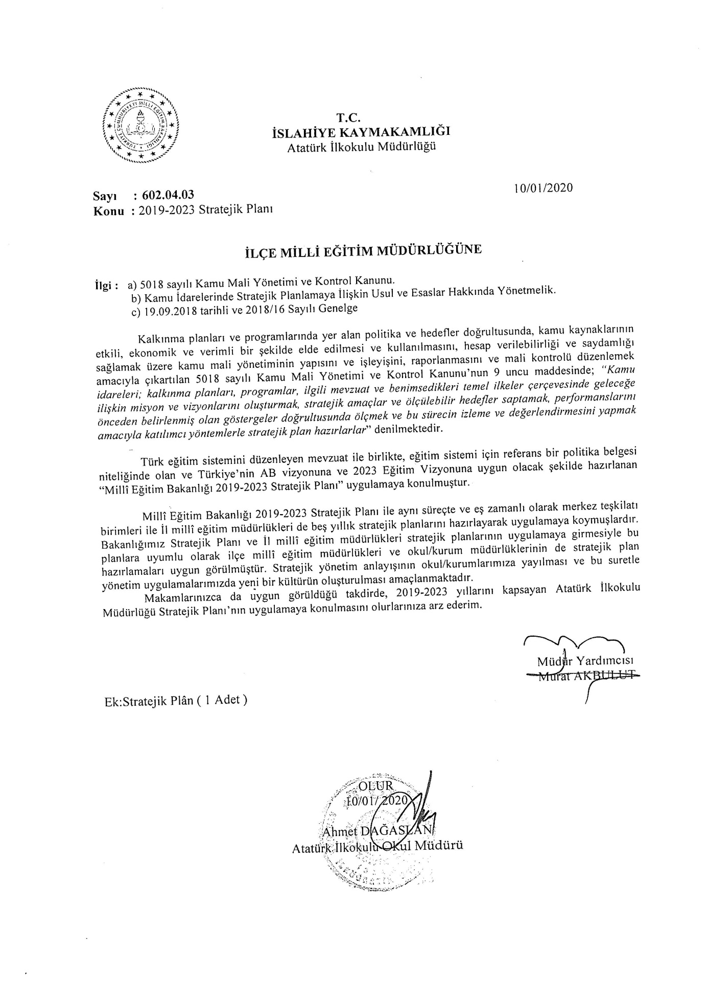 TÜRKİYE CUMHURİYETİ MİLLİ EĞİTİM BAKANLIĞI
T.C.
İSLAHİYE KAYMAKAMLIĞI
Atatürk İlkokulu Müdürlüğü
10/01/2020
Sayı : 602.04.03
Konu : 2019-2023 Stratejik Planı
İLÇE MİLLİ EĞİTİM MÜDÜRLÜĞÜNE
İlgi : a) 5018 sayılı Kamu Mali Yönetimi ve Kontrol Kanunu.
b) Kamu İdarelerinde Stratejik Planlamaya İlişkin Usul ve Esaslar Hakkında Yönetmelik.
c) 19.09.2018 tarihli ve 2018/16 Sayılı Genelge
Kalkınma planları ve programlarında yer alan politika ve hedefler doğrultusunda, kamu kaynaklarının
etkili, ekonomik ve verimli bir şekilde elde edilmesi ve kullanılmasını, hesap verilebilirliği ve saydamlığı
sağlamak üzere kamu mali yönetiminin yapısını ve işleyişini, raporlanmasını ve mali kontrolü düzenlemek
amacıyla çıkartılan 5018 sayılı Kamu Mali Yönetimi ve Kontrol Kanunu’nun 9 uncu maddesinde; “Kamu
idareleri; kalkınma planları, programlar, ilgili mevzuat ve benimsedikleri temel ilkeler çerçevesinde geleceğe
ilişkin misyon ve vizyonlarını oluşturmak, stratejik amaçlar ve ölçülebilir hedefler saptamak, performanslarını
önceden belirlenmiş olan göstergeler doğrultusunda ölçmek ve bu sürecin izleme ve değerlendirmesini yapmak
amacıyla katılımcı yöntemlerle stratejik plan hazırlarlar” denilmektedir.
Türk eğitim sistemini düzenleyen mevzuat ile birlikte, eğitim sistemi için referans bir politika belgesi
niteliğinde olan ve Türkiye’nin AB vizyonuna ve 2023 Eğitim Vizyonuna uygun olacak şekilde hazırlanan
“Millî Eğitim Bakanlığı 2019-2023 Stratejik Planı” uygulamaya konulmuştur.
Millî Eğitim Bakanlığı 2019-2023 Stratejik Planı ile aynı süreçte ve eş zamanlı olarak merkez teşkilatı
birimleri ile İl millî eğitim müdürlükleri de beş yıllık stratejik planlarını hazırlayarak uygulamaya koymuşlardır.
Bakanlığımız Stratejik Planı ve İl millî eğitim müdürlükleri stratejik planlarının uygulamaya girmesiyle bu
planlara uyumlu olarak ilçe millî eğitim müdürlükleri ve okul/kurum müdürlüklerinin de stratejik plan
hazırlamaları uygun görülmüştür. Stratejik yönetim anlayışının okul/kurumlarımıza yayılması ve bu suretle
yönetim uygulamalarımızda yeni bir kültürün oluşturulması amaçlanmaktadır.
Makamlarınızca da uygun görüldüğü takdirde, 2019-2023 yıllarını kapsayan Atatürk İlkokulu
Müdürlüğü Stratejik Planı’nın uygulamaya konulmasını olurlarınıza arz ederim.
Müdür Yardımcısı
Murat AKBULUT
Ek:Stratejik Plân ( 1 Adet )
OLUR
10/01/ 2020
Ahmet DAĞASLAN
Atatürk İlkokulu Okul Müdürü